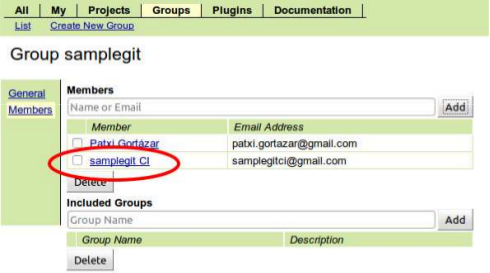 All My Projects Groups Plugins Documentation
List Create New Group
Group samplegit
General
Members
Members
Name or Email Add
Member Email Address
Patxi Gortázar patxi.gortazar@gmail.com
samplegit CI samplegitci@gmail.com
Delete
Included Groups
Group Name Add
Group Name Description
Delete